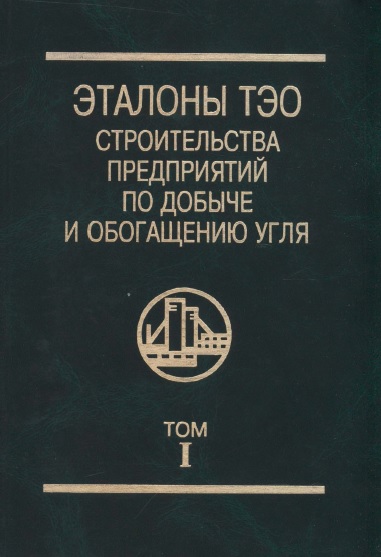 ЭТАЛОНЫ ТЭО
СТРОИТЕЛЬСТВА
ПРЕДПРИЯТИЙ
ПО ДОБЫЧЕ
И ОБОГАЩЕНИЮ УГЛЯ
ТОМ
I